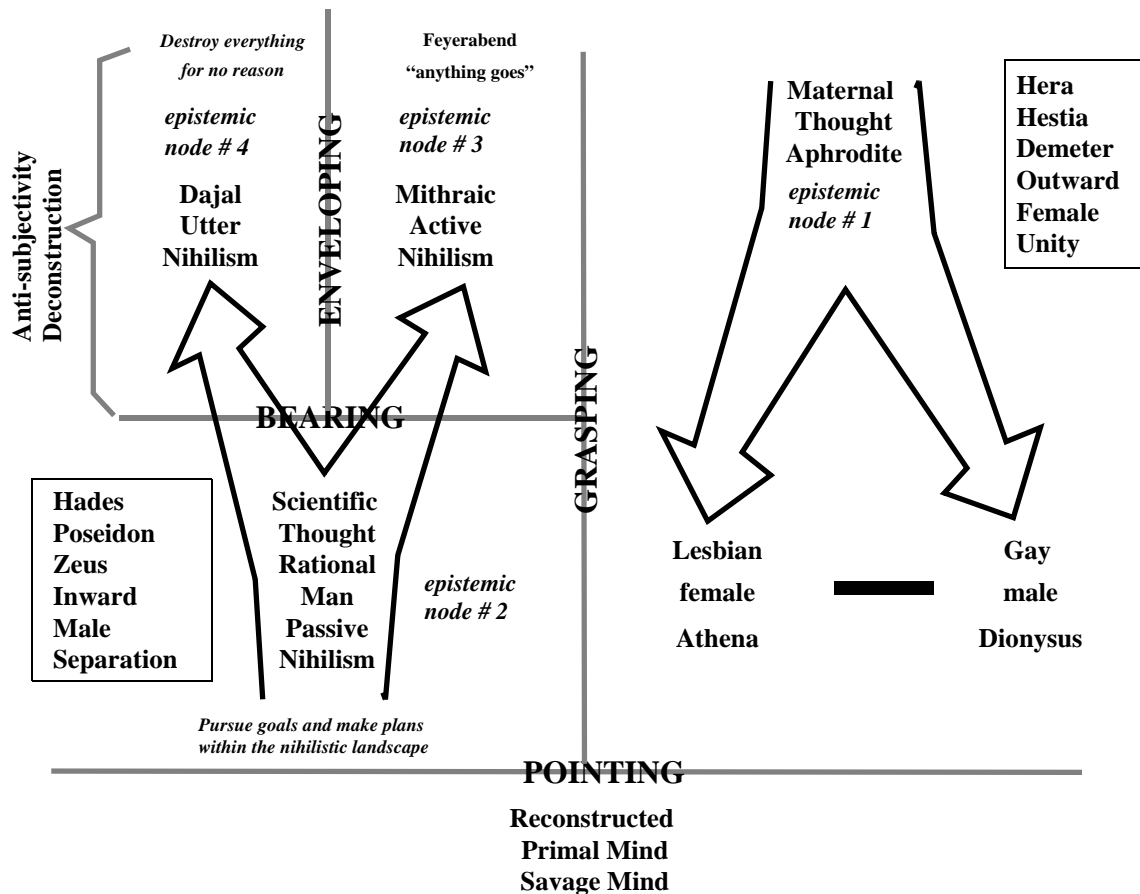 Destroy everything
for no reason
epistemic
node # 4
Dajal
Utter
Nihilism
Anti-subjectivity
Deconstruction
ENVELOPING
Feyerabend
“anything goes”
epistemic
node # 3
Mithraic
Active
Nihilism
BEARING
GRASPING
Maternal
Thought
Aphrodite
epistemic
node # 1
Hera
Hestia
Demeter
Outward
Female
Unity
Hades
Poseidon
Zeus
Inward
Male
Separation
Scientific
Thought
Rational
Man
Passive
Nihilism
epistemic
node # 2
Pursue goals and make plans
within the nihilistic landscape
Lesbian
female
Athena
Gay
male
Dionysus
POINTING
Reconstructed
Primal Mind
Savage Mind